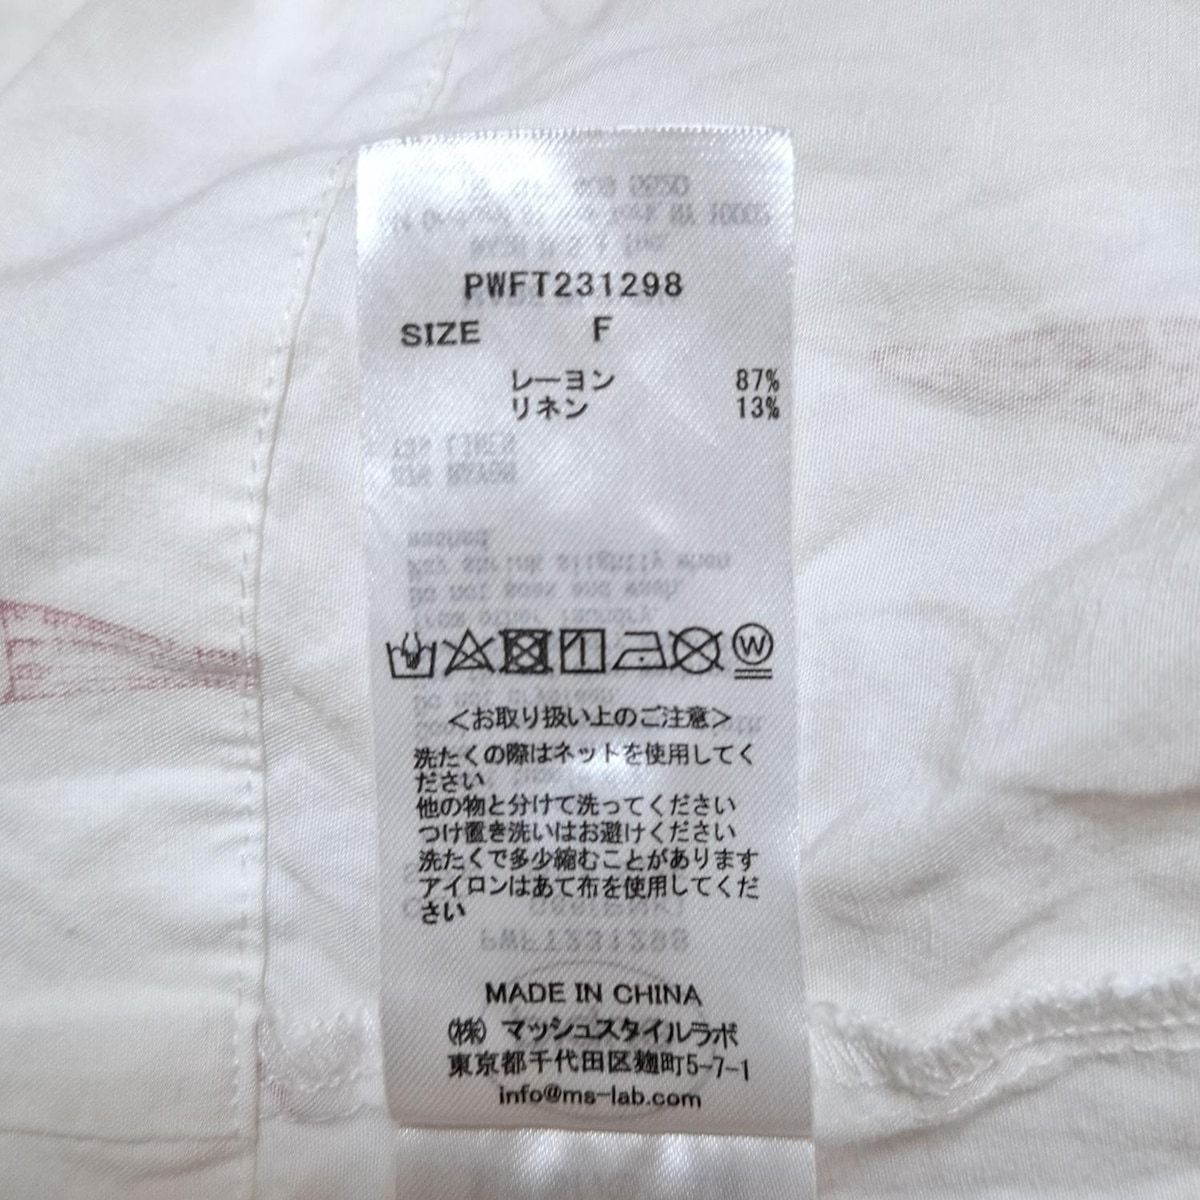 PWFT231298
SIZE F
レーヨン 87%
リネン 13%
W
<お取り扱い上のご注意>
洗たくの際はネットを使用してく
ださい
他の物と分けて洗ってください
つけ置き洗いはお避けください
洗たくで多少縮むことがあります
アイロンはあて布を使用してくだ
さい
MADE IN CHINA
(株) マッシュスタイルラボ
東京都千代田区麹町5-7-1
info@ms-lab.com